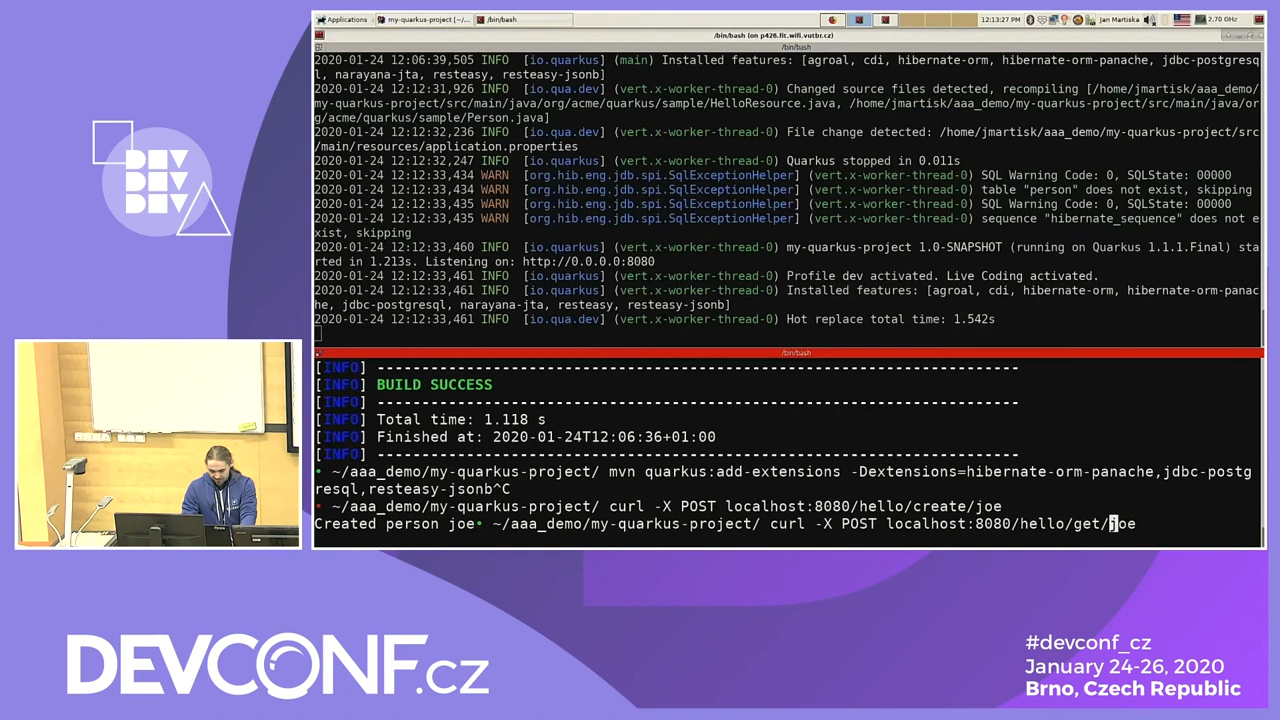 Applications
my-quarkus-project [~/...
/bin/bash
12:13:27 PM
Jan Martiska
2.70 GHz
/bin/bash (on p426.fit.wifi.vutbr.cz)
/bin/bash
2020-01-24 12:06:39,505 INFO  [io.quarkus] (main) Installed features: [agroal, cdi, hibernate-orm, hibernate-orm-panache, jdbc-postgresq
l, narayana-jta, resteasy, resteasy-jsonb]
2020-01-24 12:12:31,926 INFO  [io.qua.dev] (vert.x-worker-thread-0) Changed source files detected, recompiling [/home/jmartisk/aaa_demo/
my-quarkus-project/src/main/java/org/acme/quarkus/sample/HelloResource.java, /home/jmartisk/aaa_demo/my-quarkus-project/src/main/java/or
g/acme/quarkus/sample/Person.java]
2020-01-24 12:12:32,236 INFO  [io.qua.dev] (vert.x-worker-thread-0) File change detected: /home/jmartisk/aaa_demo/my-quarkus-project/src
/main/resources/application.properties
2020-01-24 12:12:32,247 INFO  [io.quarkus] (vert.x-worker-thread-0) Quarkus stopped in 0.011s
2020-01-24 12:12:33,434 WARN  [org.hib.eng.jdb.spi.SqlExceptionHelper] (vert.x-worker-thread-0) SQL Warning Code: 0, SQLState: 00000
2020-01-24 12:12:33,434 WARN  [org.hib.eng.jdb.spi.SqlExceptionHelper] (vert.x-worker-thread-0) table "person" does not exist, skipping
2020-01-24 12:12:33,435 WARN  [org.hib.eng.jdb.spi.SqlExceptionHelper] (vert.x-worker-thread-0) SQL Warning Code: 0, SQLState: 00000
2020-01-24 12:12:33,435 WARN  [org.hib.eng.jdb.spi.SqlExceptionHelper] (vert.x-worker-thread-0) sequence "hibernate_sequence" does not e
xist, skipping
2020-01-24 12:12:33,460 INFO  [io.quarkus] (vert.x-worker-thread-0) my-quarkus-project 1.0-SNAPSHOT (running on Quarkus 1.1.1.Final) sta
rted in 1.213s. Listening on: http://0.0.0.0:8080
2020-01-24 12:12:33,461 INFO  [io.quarkus] (vert.x-worker-thread-0) Profile dev activated. Live Coding activated.
2020-01-24 12:12:33,461 INFO  [io.quarkus] (vert.x-worker-thread-0) Installed features: [agroal, cdi, hibernate-orm, hibernate-orm-panac
he, jdbc-postgresql, narayana-jta, resteasy, resteasy-jsonb]
2020-01-24 12:12:33,461 INFO  [io.qua.dev] (vert.x-worker-thread-0) Hot replace total time: 1.542s
/bin/bash
[INFO] ------------------------------------------------------------------------
[INFO] BUILD SUCCESS
[INFO] ------------------------------------------------------------------------
[INFO] Total time: 1.118 s
[INFO] Finished at: 2020-01-24T12:06:36+01:00
[INFO] ------------------------------------------------------------------------
• ~/aaa_demo/my-quarkus-project/ mvn quarkus:add-extensions -Dextensions=hibernate-orm-panache,jdbc-postg
resql,resteasy-jsonb^C
• ~/aaa_demo/my-quarkus-project/ curl -X POST localhost:8080/hello/create/joe
Created person joe• ~/aaa_demo/my-quarkus-project/ curl -X POST localhost:8080/hello/get/joe
DEV
DEV
DEV
DEVCONF.cz
#devconf_cz
January 24-26, 2020
Brno, Czech Republic